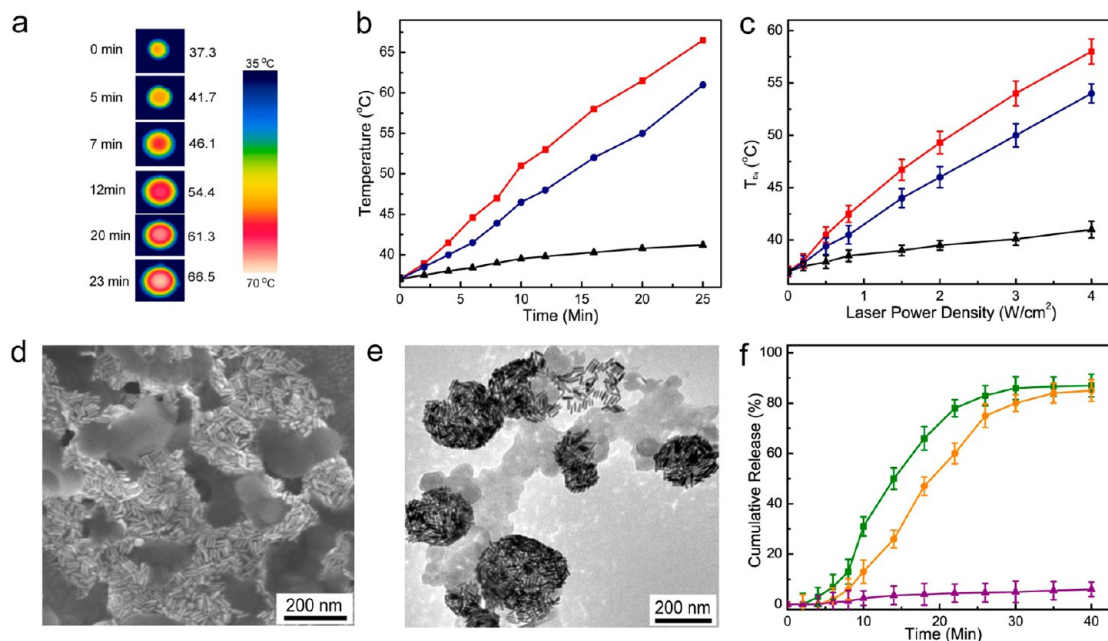 a
0 min 37.3
5 min 41.7
7 min 46.1
12min 54.4
20 min 61.3
23 min 66.5
35 °C
70 °C
b
Temperature (°C)
65
60
55
50
45
40
0 5 10 15 20 25
Time (Min)
c
T Eq (°C)
60
55
50
45
40
0 1 2 3 4
Laser Power Density (W/cm²)
d
200 nm
e
200 nm
f
Cumulative Release (%)
100
80
60
40
20
0
0 10 20 30 40
Time (Min)